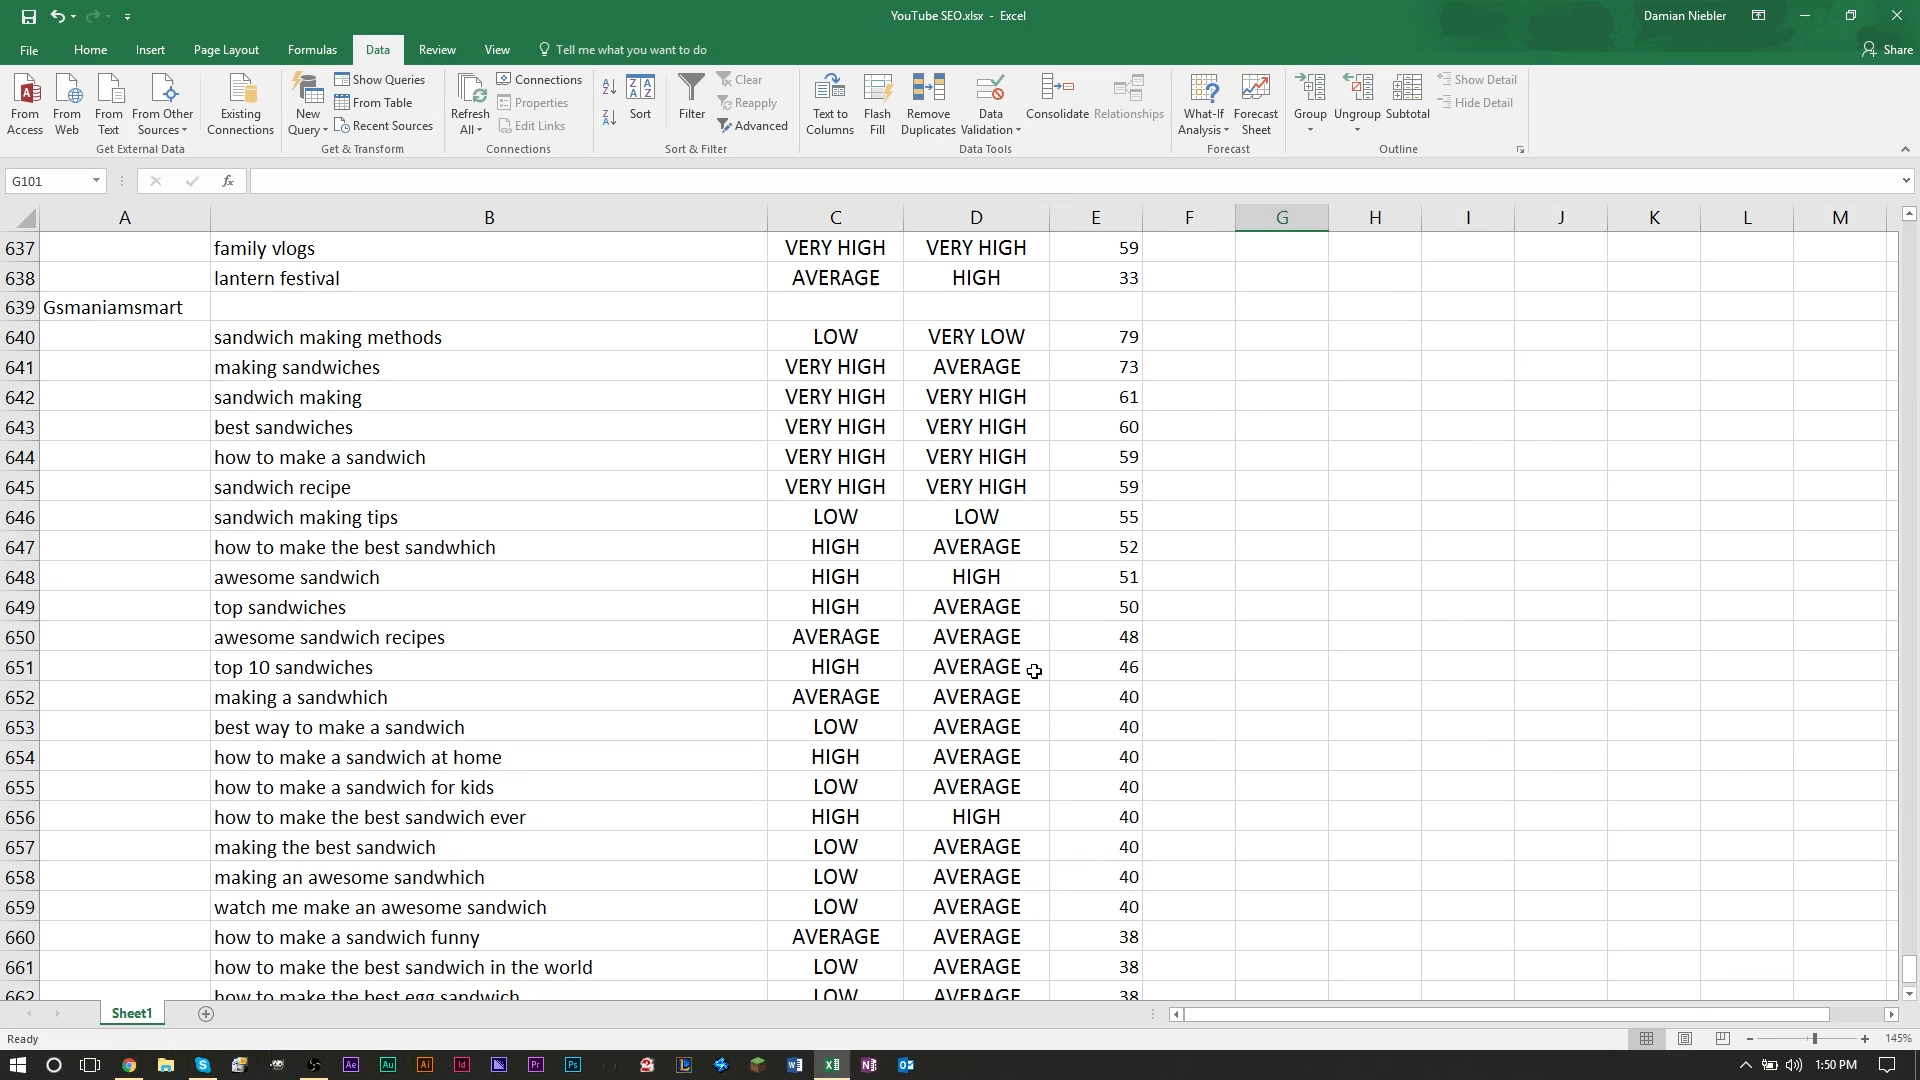 YouTube SEO.xlsx - Excel
Damian Niebler
File Home Insert Page Layout Formulas Data Review View Tell me what you want to do Share
From Access
From Web
From Text
From Other Sources
Existing Connections
Get External Data
New Query
Show Queries
From Table
Recent Sources
Get & Transform
Refresh All
Connections
Properties
Edit Links
Connections
Sort
Filter
Clear
Reapply
Advanced
Sort & Filter
Text to Columns
Flash Fill
Remove Duplicates
Data Validation
Consolidate
Relationships
Data Tools
What-If Analysis
Forecast Sheet
Forecast
Group
Ungroup
Subtotal
Show Detail
Hide Detail
Outline
G101 fx
A B C D E F G H I J K L M
637 family vlogs VERY HIGH VERY HIGH 59
638 lantern festival AVERAGE HIGH 33
639 Gsmaniamsmart
640 sandwich making methods LOW VERY LOW 79
641 making sandwiches VERY HIGH AVERAGE 73
642 sandwich making VERY HIGH VERY HIGH 61
643 best sandwiches VERY HIGH VERY HIGH 60
644 how to make a sandwich VERY HIGH VERY HIGH 59
645 sandwich recipe VERY HIGH VERY HIGH 59
646 sandwich making tips LOW LOW 55
647 how to make the best sandwhich HIGH AVERAGE 52
648 awesome sandwich HIGH HIGH 51
649 top sandwiches HIGH AVERAGE 50
650 awesome sandwich recipes AVERAGE AVERAGE 48
651 top 10 sandwiches HIGH AVERAGE 46
652 making a sandwhich AVERAGE AVERAGE 40
653 best way to make a sandwich LOW AVERAGE 40
654 how to make a sandwich at home HIGH AVERAGE 40
655 how to make a sandwich for kids LOW AVERAGE 40
656 how to make the best sandwich ever HIGH HIGH 40
657 making the best sandwich LOW AVERAGE 40
658 making an awesome sandwhich LOW AVERAGE 40
659 watch me make an awesome sandwich LOW AVERAGE 40
660 how to make a sandwich funny AVERAGE AVERAGE 38
661 how to make the best sandwich in the world LOW AVERAGE 38
662 how to make the best egg sandwich LOW AVERAGE 38
Sheet1
Ready
145%
1:50 PM